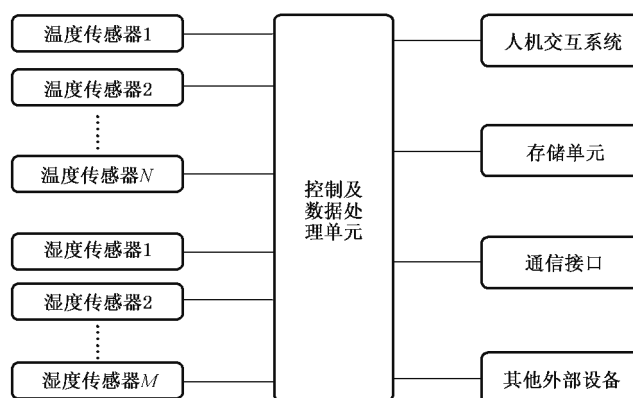 温度传感器1
温度传感器2
温度传感器N
湿度传感器1
湿度传感器2
湿度传感器M
控制及
数据处
理单元
人机交互系统
存储单元
通信接口
其他外部设备